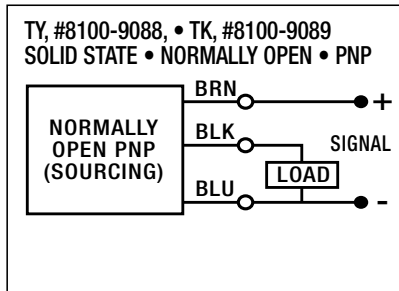 TY, #8100-9088, • TK, #8100-9089
SOLID STATE • NORMALLY OPEN • PNP
BRN
+
NORMALLY
OPEN PNP
(SOURCING)
BLK
SIGNAL
LOAD
BLU
-